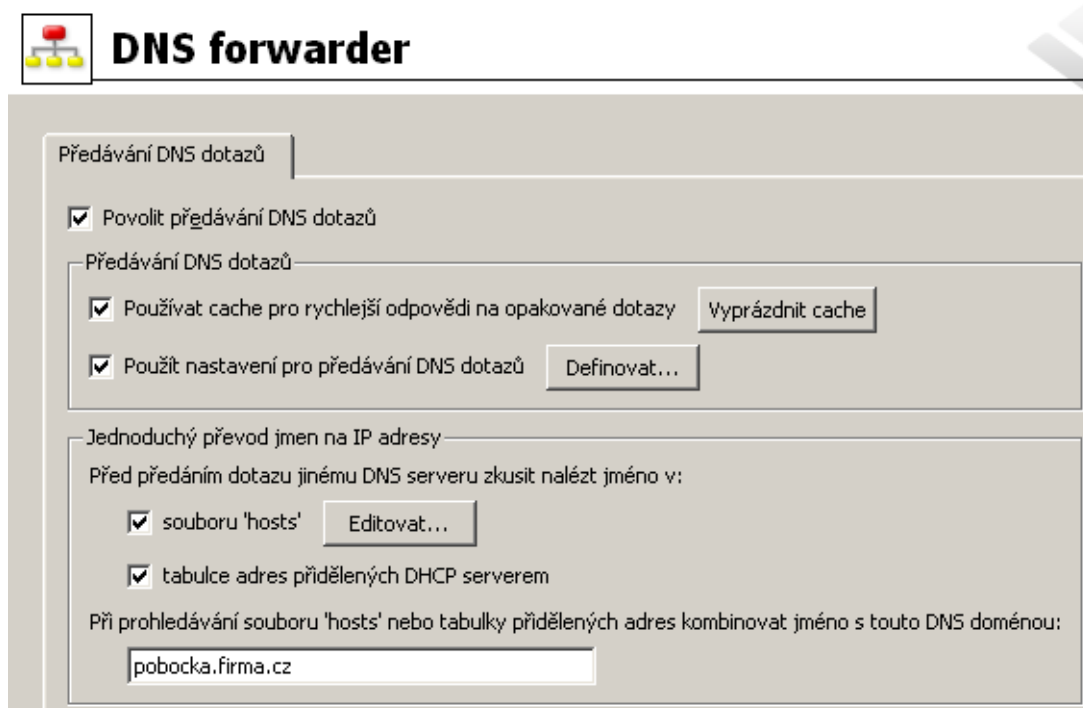 DNS forwarder
Předávání DNS dotazů
Povolit předávání DNS dotazů
Předávání DNS dotazů
Používat cache pro rychlejší odpovědi na opakované dotazy Vyprázdnit cache
Použít nastavení pro předávání DNS dotazů Definovat...
Jednoduchý převod jmen na IP adresy
Před předáním dotazu jinému DNS serveru zkusit nalézt jméno v:
souboru 'hosts' Editovat...
tabulce adres přidělených DHCP serverem
Při prohledávání souboru 'hosts' nebo tabulky přidělených adres kombinovat jméno s touto DNS doménou:
pobocka.firma.cz